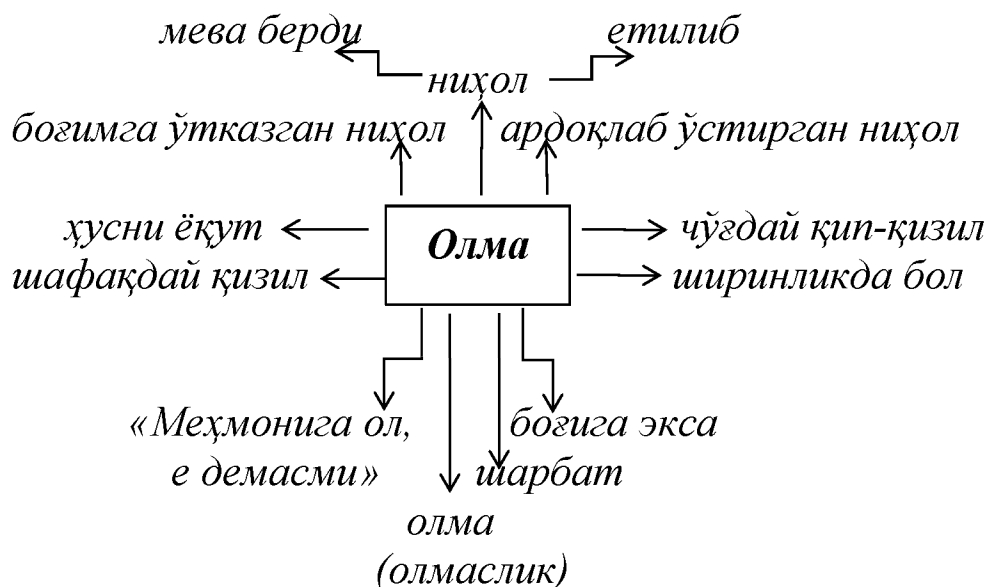 мева берди етилиб
ниҳол
боғимга ўтказган ниҳол ардоқлаб ўстирган ниҳол
ҳусни ёқут Олма чўғдай қип-қизил
шафақдай қизил ширинликда бол
«Меҳмонига ол, боғига экса
е демасми» шарбат
олма
(олмаслик)